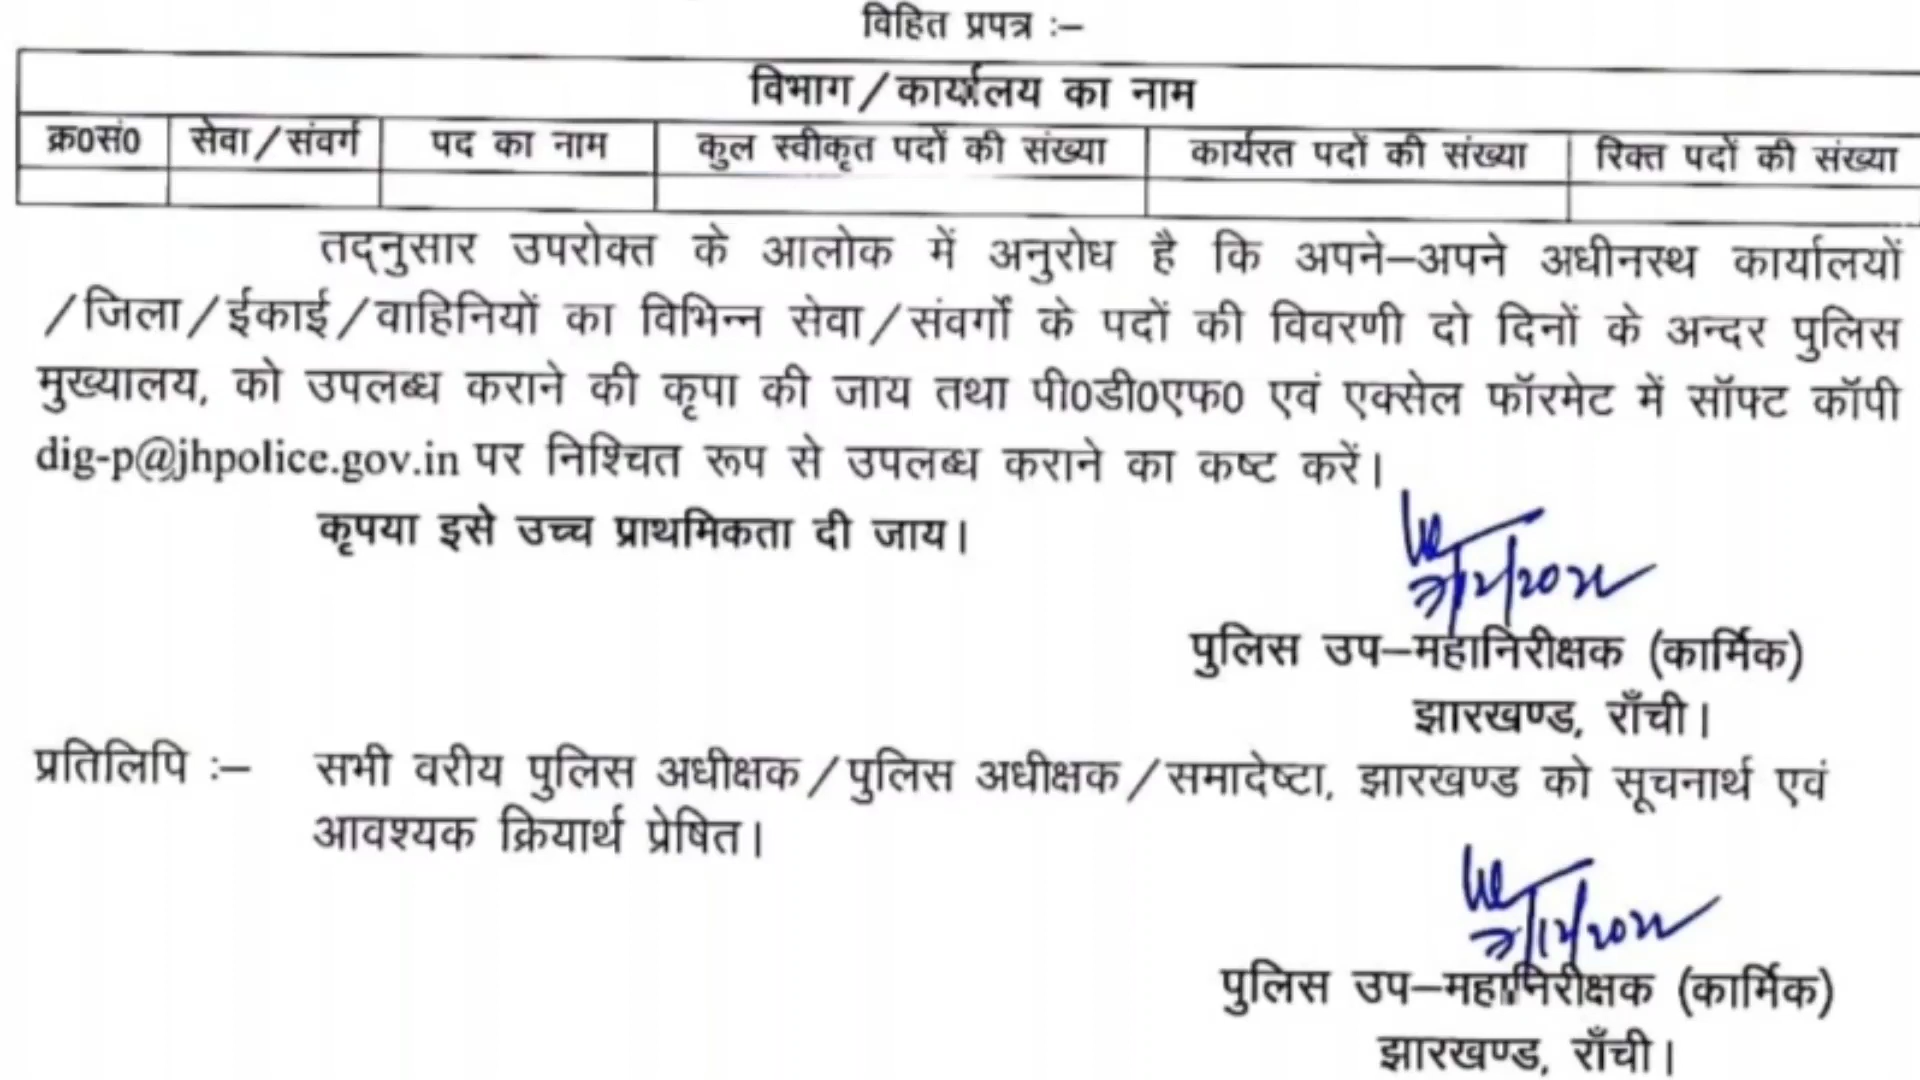 विहित प्रपत्र :–
विभाग/कार्यालय का नाम
क्र0सं0 सेवा/संवर्ग पद का नाम कुल स्वीकृत पदों की संख्या कार्यरत पदों की संख्या रिक्त पदों की संख्या
तद्नुसार उपरोक्त के आलोक में अनुरोध है कि अपने–अपने अधीनस्थ कार्यालयों
/जिला/ईकाई/वाहिनियों का विभिन्न सेवा/संवर्गों के पदों की विवरणी दो दिनों के अन्दर पुलिस
मुख्यालय, को उपलब्ध कराने की कृपा की जाय तथा पी0डी0एफ0 एवं एक्सेल फॉरमेट में सॉफ्ट कॉपी
dig-p@jhpolice.gov.in पर निश्चित रूप से उपलब्ध कराने का कष्ट करें।
कृपया इसे उच्च प्राथमिकता दी जाय।
पुलिस उप–महानिरीक्षक (कार्मिक)
झारखण्ड, राँची।
प्रतिलिपि :– सभी वरीय पुलिस अधीक्षक/पुलिस अधीक्षक/समादेष्टा, झारखण्ड को सूचनार्थ एवं
आवश्यक क्रियार्थ प्रेषित।
पुलिस उप–महानिरीक्षक (कार्मिक)
झारखण्ड, राँची।